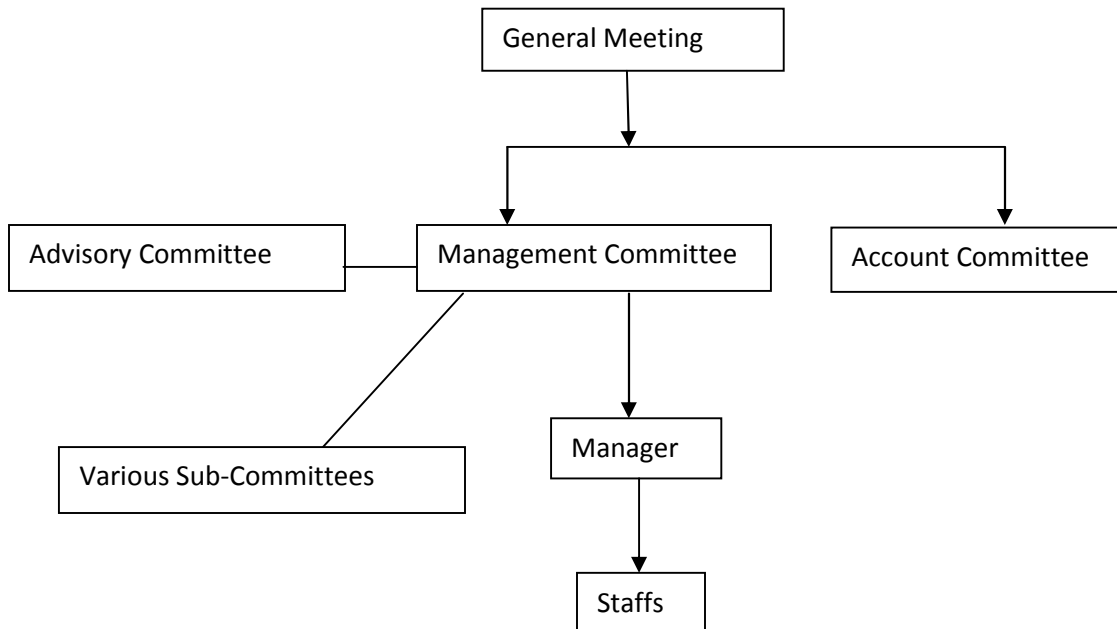 General Meeting
Advisory Committee
Management Committee
Account Committee
Various Sub-Committees
Manager
Staffs